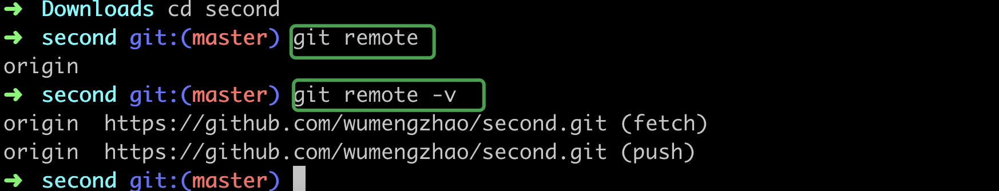 ➜ Downloads cd second
➜ second git:(master) git remote
origin
➜ second git:(master) git remote -v
origin https://github.com/wumengzhao/second.git (fetch)
origin https://github.com/wumengzhao/second.git (push)
➜ second git:(master)